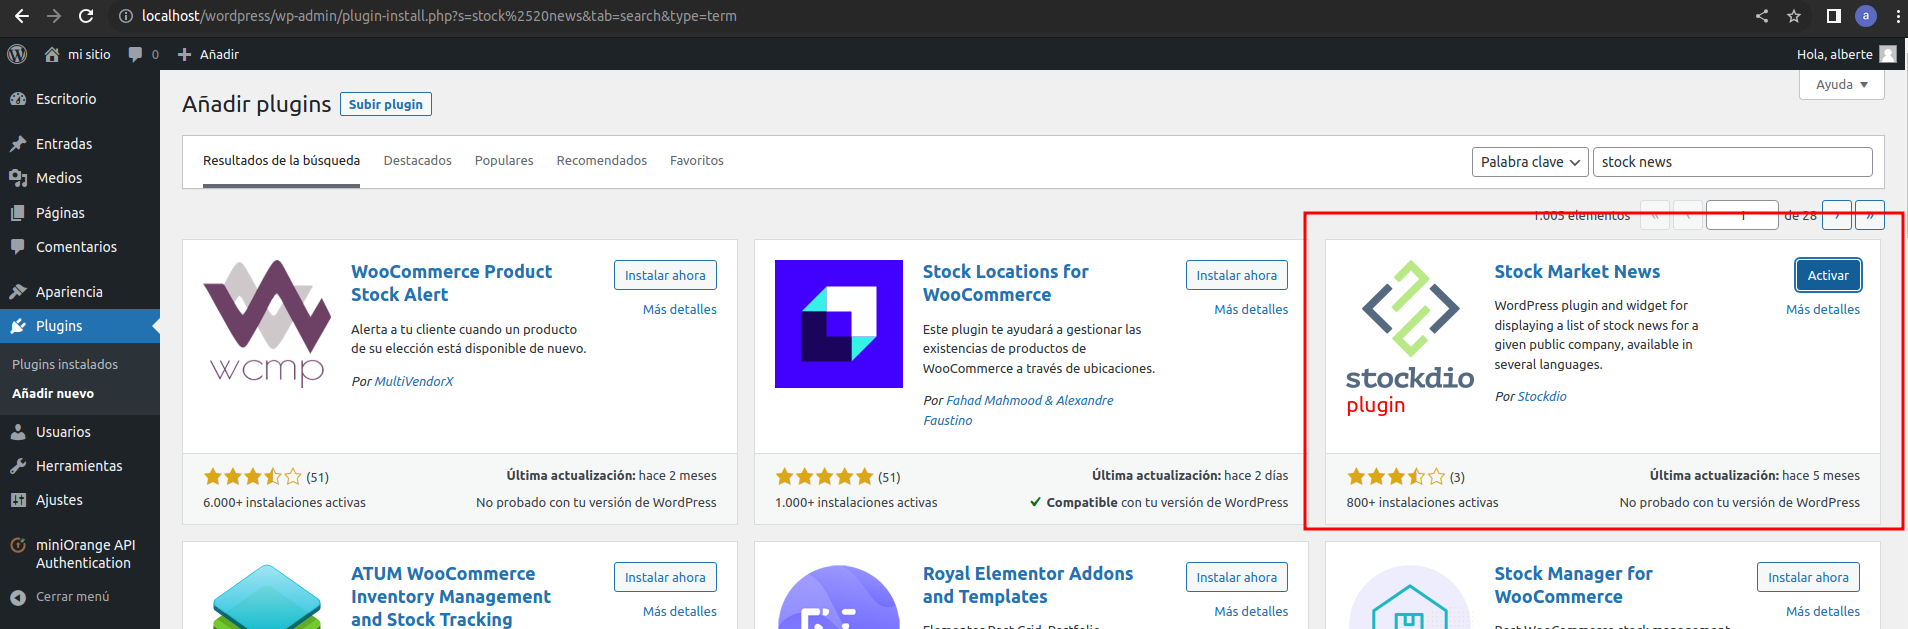 localhost/wordpress/wp-admin/plugin-install.php?s=stock%2520news&tab=search&type=term
a
mi sitio
0
Añadir
Hola, alberte
Escritorio
Entradas
Medios
Páginas
Comentarios
Apariencia
Plugins
Plugins instalados
Añadir nuevo
Usuarios
Herramientas
Ajustes
miniOrange API
Authentication
Cerrar menú
Ayuda
Añadir plugins
Subir plugin
Resultados de la búsqueda
Destacados
Populares
Recomendados
Favoritos
Palabra clave
stock news
1.005 elementos
«
‹
1
de 28
›
»
wcmp
WooCommerce Product
Stock Alert
Instalar ahora
Más detalles
Alerta a tu cliente cuando un producto
de su elección está disponible de nuevo.
Por MultiVendorX
(51)
Última actualización: hace 2 meses
6.000+ instalaciones activas
No probado con tu versión de WordPress
Stock Locations for
WooCommerce
Instalar ahora
Más detalles
Este plugin te ayudará a gestionar las
existencias de productos de
WooCommerce a través de ubicaciones.
Por Fahad Mahmood & Alexandre
Faustino
(51)
Última actualización: hace 2 días
1.000+ instalaciones activas
Compatible con tu versión de WordPress
stockdio
plugin
Stock Market News
Activar
Más detalles
WordPress plugin and widget for
displaying a list of stock news for a
given public company, available in
several languages.
Por Stockdio
(3)
Última actualización: hace 5 meses
800+ instalaciones activas
No probado con tu versión de WordPress
ATUM WooCommerce
Inventory Management
and Stock Tracking
Instalar ahora
Más detalles
Royal Elementor Addons
and Templates
Instalar ahora
Más detalles
Stock Manager for
WooCommerce
Instalar ahora
Más detalles